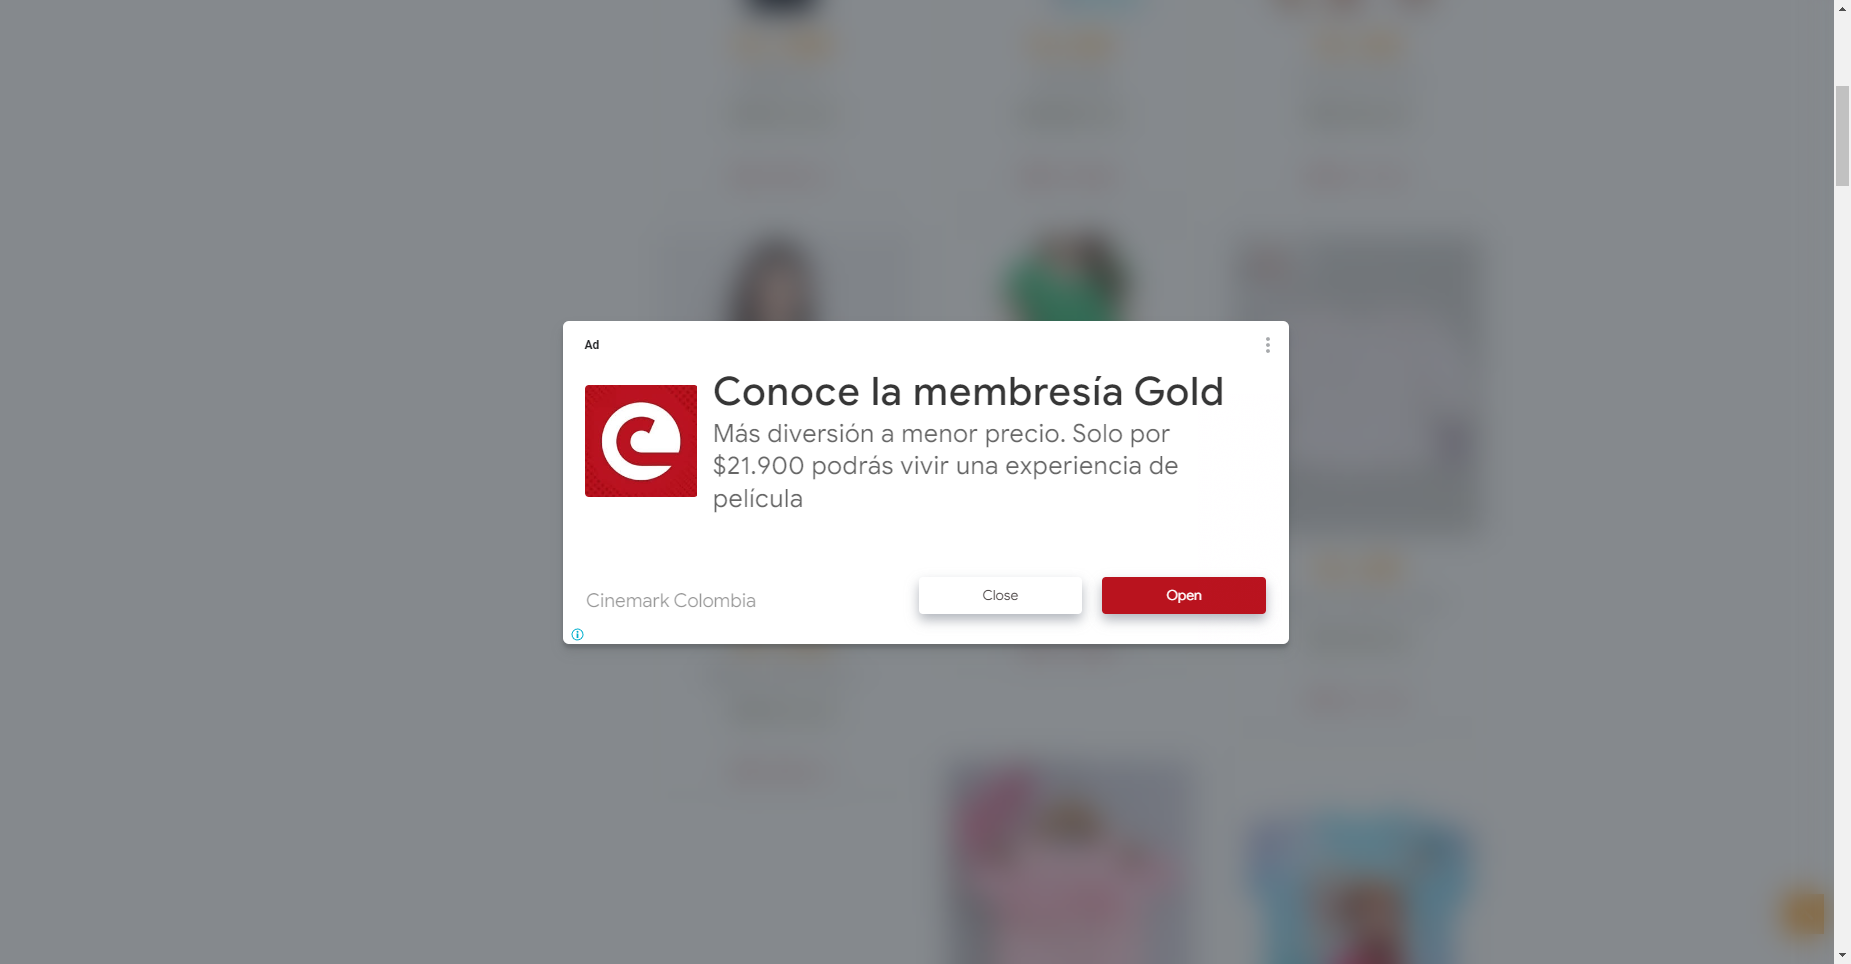 Ad
Conoce la membresía Gold
Más diversión a menor precio. Solo por
$21.900 podrás vivir una experiencia de
película
Cinemark Colombia
Close
Open